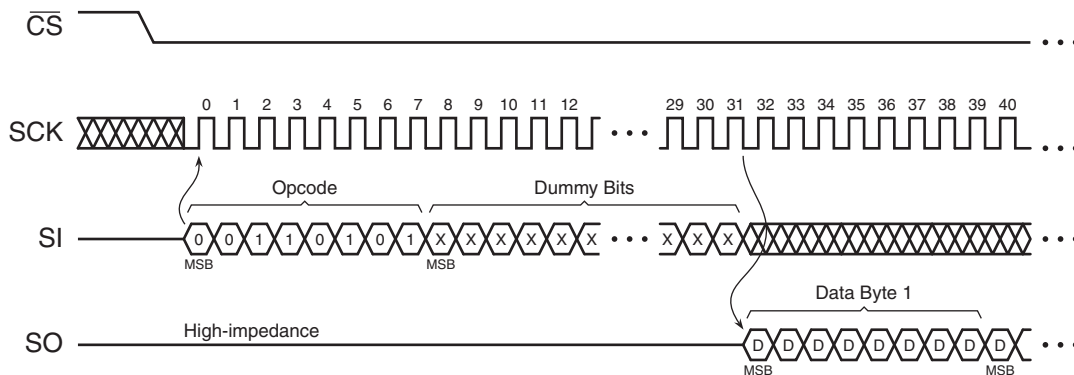 CS
0 1 2 3 4 5 6 7 8 9 10 11 12 29 30 31 32 33 34 35 36 37 38 39 40
SCK
Opcode Dummy Bits
SI 0 0 1 1 0 1 0 1 X X X X X X X X X
MSB MSB
Data Byte 1
High-impedance
SO D D D D D D D D D
MSB MSB